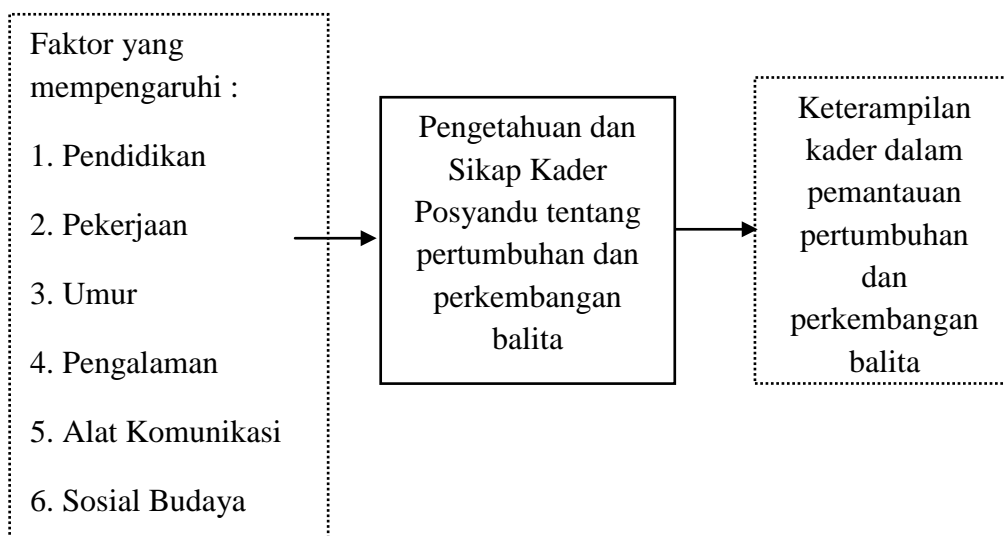 Faktor yang
mempengaruhi :
1. Pendidikan
2. Pekerjaan
3. Umur
4. Pengalaman
5. Alat Komunikasi
6. Sosial Budaya
Pengetahuan dan
Sikap Kader
Posyandu tentang
pertumbuhan dan
perkembangan
balita
Keterampilan
kader dalam
pemantauan
pertumbuhan
dan
perkembangan
balita